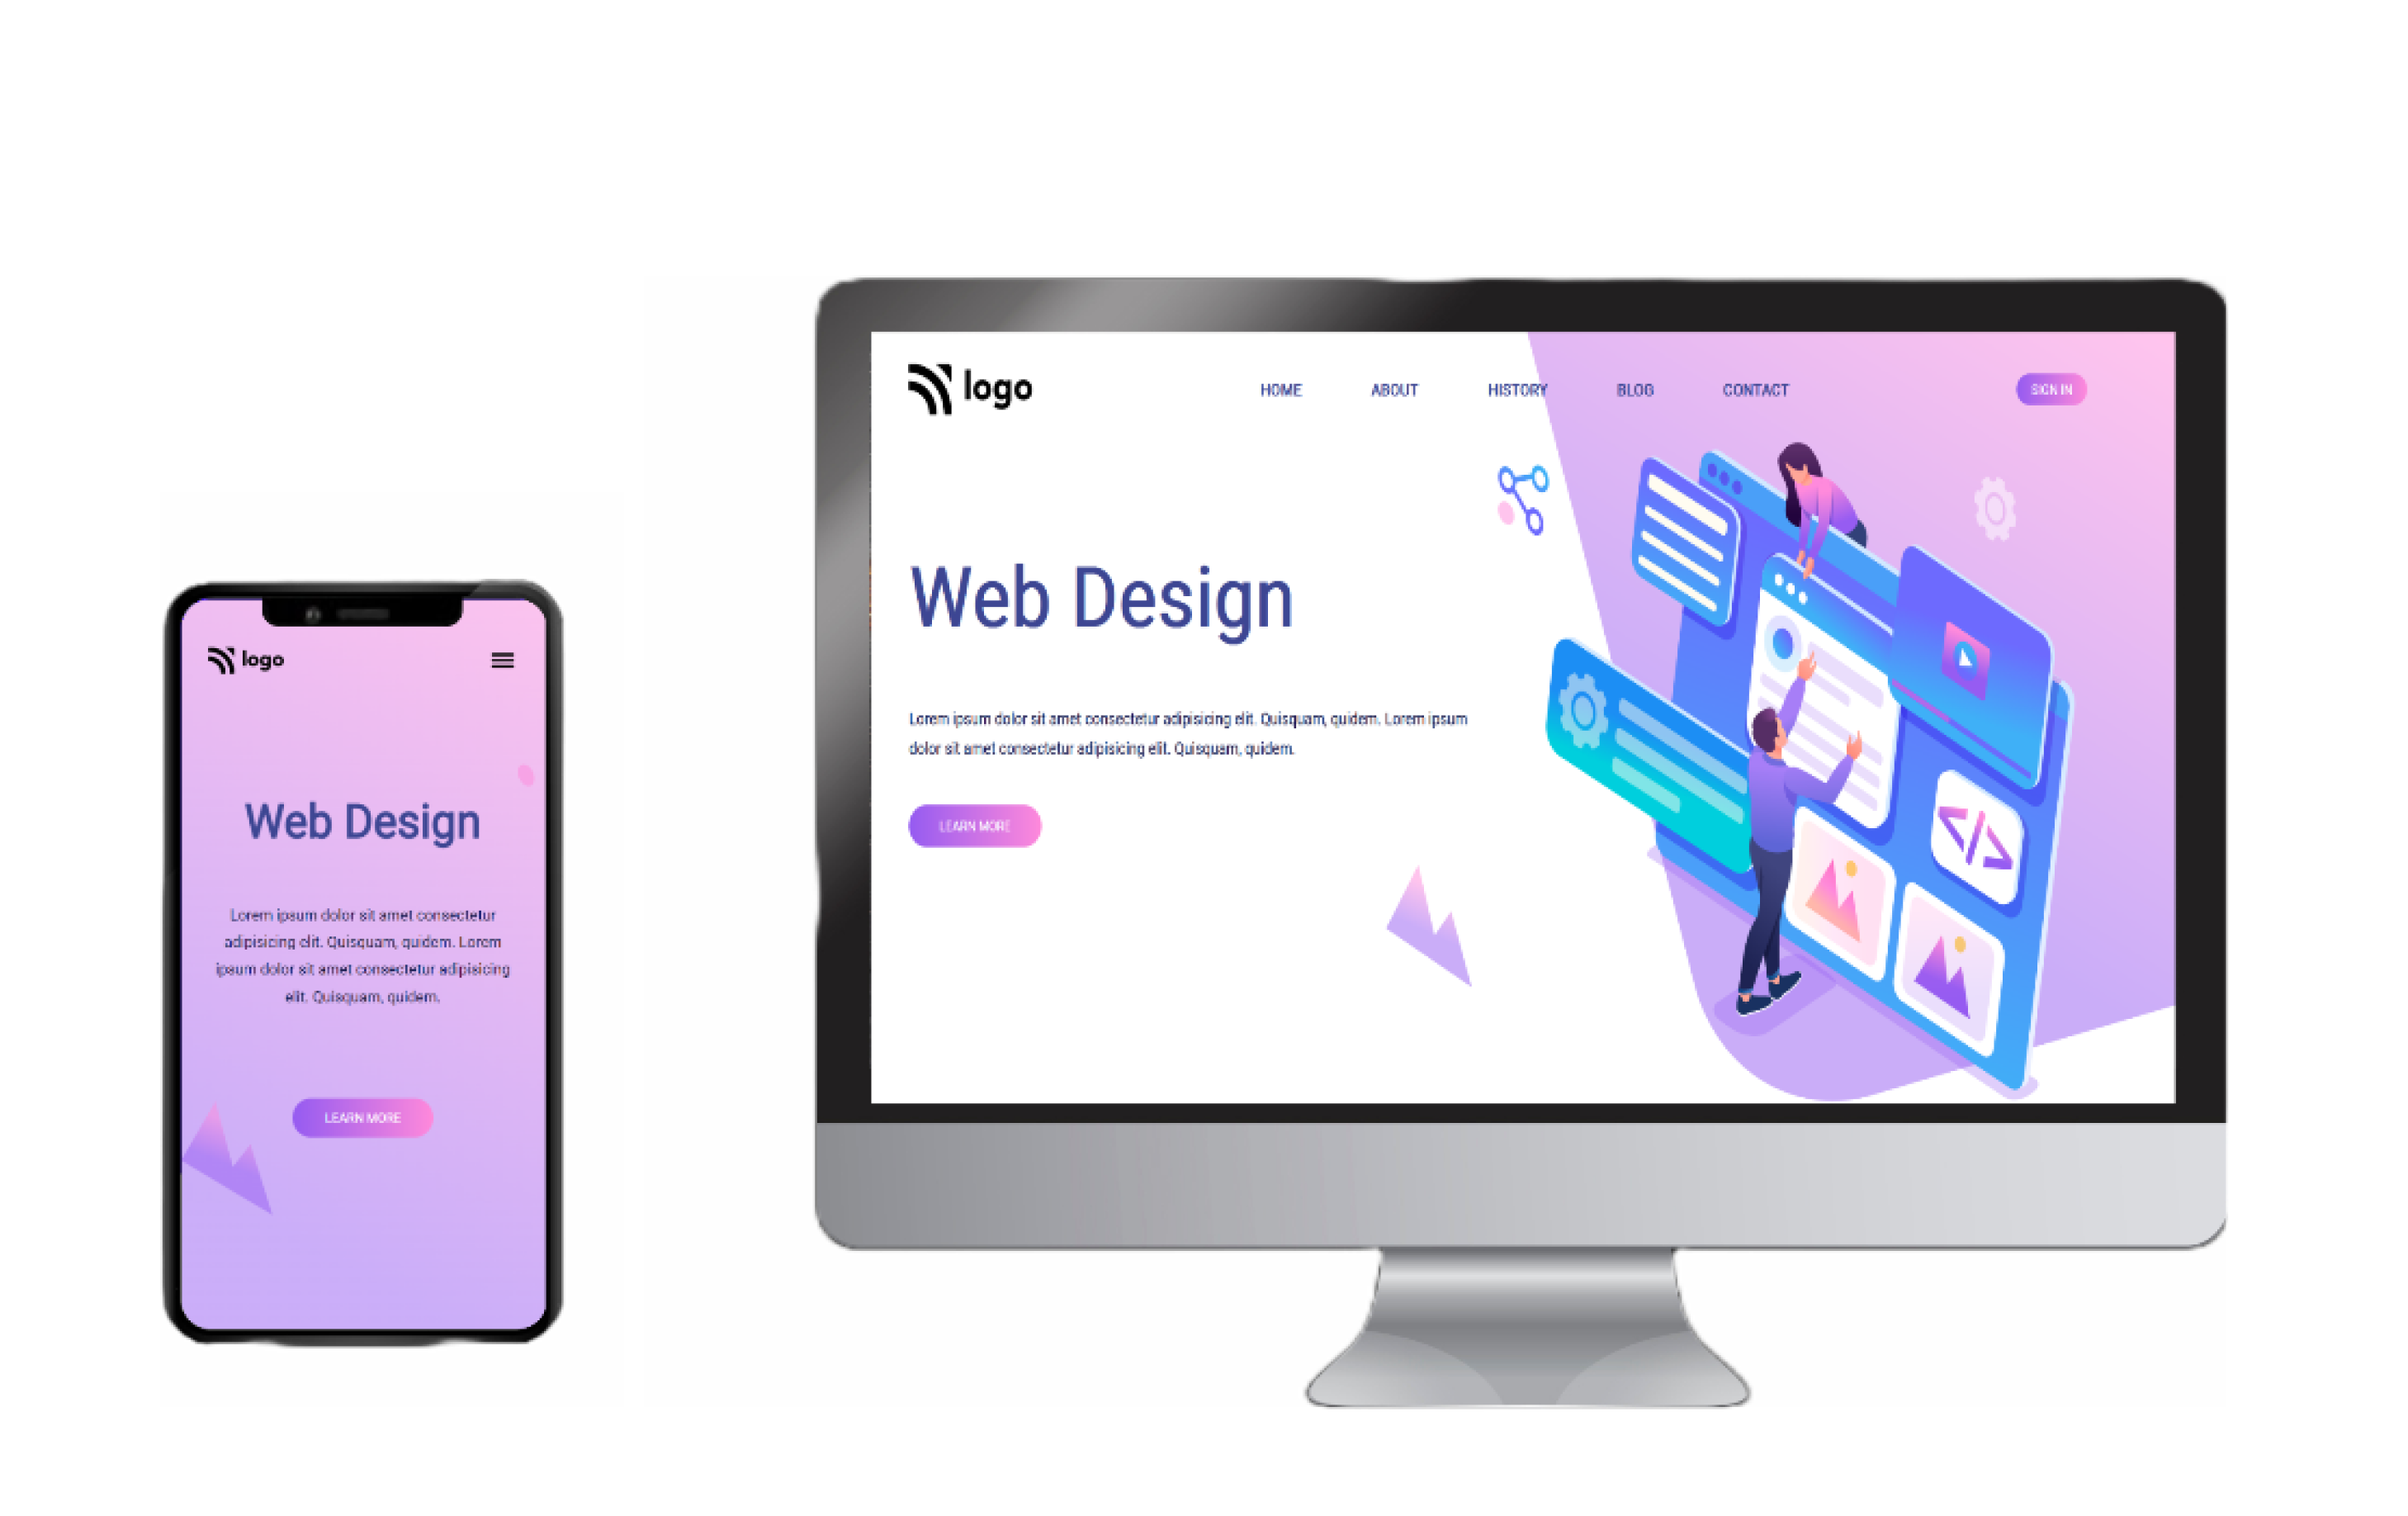 logo
Web Design
Lorem ipsum dolor sit amet consectetur
adipisicing elit. Quisquam, quidem. Lorem
ipsum dolor sit amet consectetur adipisicing
elit. Quisquam, quidem.
LEARN MORE
logo
HOME ABOUT HISTORY BLOG CONTACT SIGN IN
Web Design
Lorem ipsum dolor sit amet consectetur adipisicing elit. Quisquam, quidem. Lorem ipsum
dolor sit amet consectetur adipisicing elit. Quisquam, quidem.
LEARN MORE